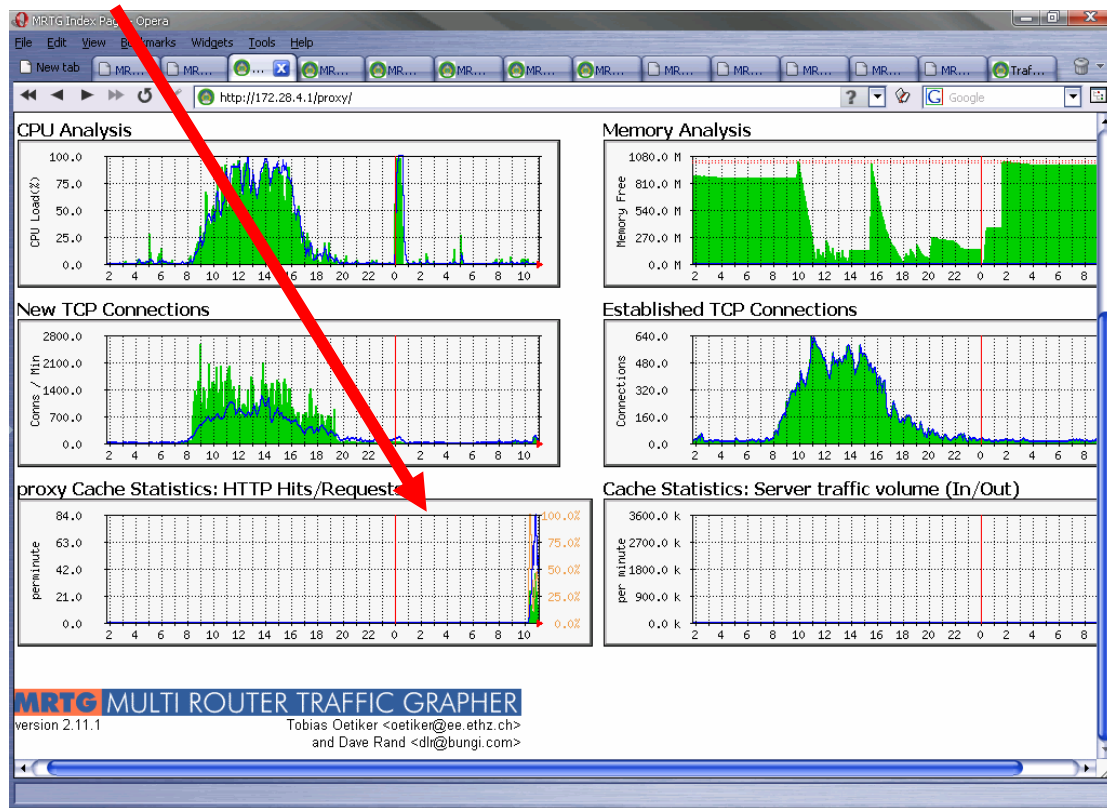 MRTG Index Pag - Opera
File Edit View Bookmarks Widgets Tools Help
New tab MR... MR... ... MR... MR... MR... MR... MR... MR... MR... MR... MR... MR... Traf...
http://172.28.4.1/proxy/ ? Google
CPU Analysis
CPU Load(%)
100.0
75.0
50.0
25.0
0.0
2 4 6 8 10 12 14 16 18 20 22 0 2 4 6 8 10
Memory Analysis
Memory Free
1080.0 M
810.0 M
540.0 M
270.0 M
0.0 M
2 4 6 8 10 12 14 16 18 20 22 0 2 4 6 8
New TCP Connections
Conns / Min
2800.0
2100.0
1400.0
700.0
0.0
2 4 6 8 10 12 14 16 18 20 22 0 2 4 6 8 10
Established TCP Connections
Connections
640.0
480.0
320.0
160.0
0.0
2 4 6 8 10 12 14 16 18 20 22 0 2 4 6 8
proxy Cache Statistics: HTTP Hits/Requests
perminute
84.0
63.0
42.0
21.0
0.0
100.0%
75.0%
50.0%
25.0%
0.0%
2 4 6 8 10 12 14 16 18 20 22 0 2 4 6 8 10
Cache Statistics: Server traffic volume (In/Out)
per minute
3600.0 k
2700.0 k
1800.0 k
900.0 k
0.0 k
2 4 6 8 10 12 14 16 18 20 22 0 2 4 6 8
MRTG MULTI ROUTER TRAFFIC GRAPHER
version 2.11.1 Tobias Oetiker <oetiker@ee.ethz.ch>
and Dave Rand <dlr@bungi.com>